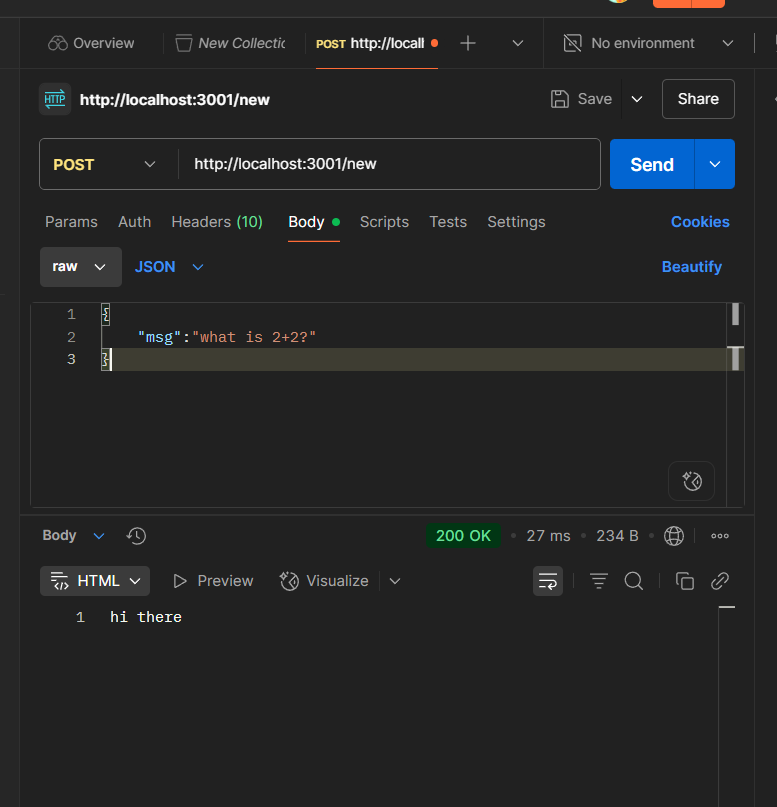 Overview
New Collectic
POST http://locall
No environment
HTTP http://localhost:3001/new
Save
Share
POST
http://localhost:3001/new
Send
Params Auth Headers (10) Body Scripts Tests Settings Cookies
raw JSON Beautify
1 {
2 "msg":"what is 2+2?"
3 }
Body 200 OK • 27 ms • 234 B
HTML Preview Visualize
1 hi there